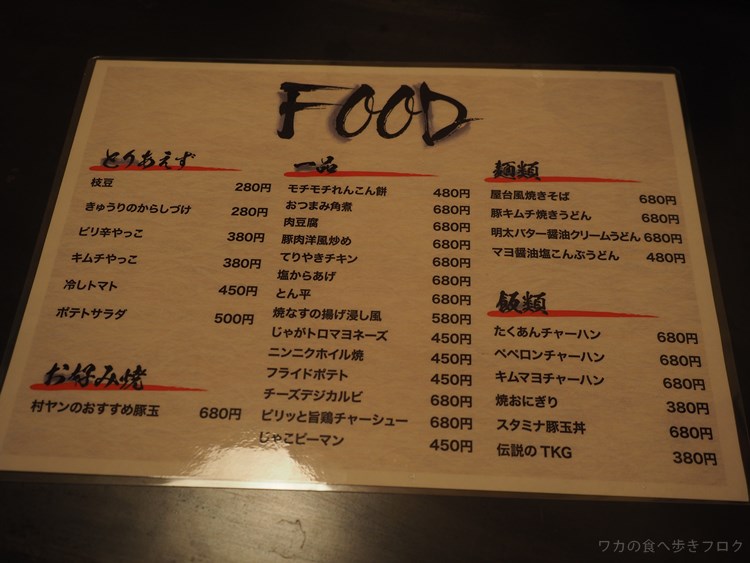 FOOD
とりあえず
枝豆 280円
きゅうりのからしづけ 280円
ピリ辛やっこ 380円
キムチやっこ 380円
冷しトマト 450円
ポテトサラダ 500円
お好み焼
村ヤンのおすすめ豚玉 680円
一品
モチモチれんこん餅 480円
おつまみ角煮 680円
肉豆腐 680円
豚肉洋風炒め 680円
てりやきチキン 680円
塩からあげ 680円
とん平 680円
焼なすの揚げ浸し風 580円
じゃがトロマヨネーズ 450円
ニンニクホイル焼 450円
フライドポテト 450円
チーズデジカルビ 680円
ピリッと旨鶏チャーシュー 680円
じゃこピーマン 450円
麺類
屋台風焼きそば 680円
豚キムチ焼きうどん 680円
明太バター醤油クリームうどん 680円
マヨ醤油塩こんぶうどん 480円
飯類
たくあんチャーハン 680円
ペペロンチャーハン 680円
キムマヨチャーハン 680円
焼おにぎり 380円
スタミナ豚玉丼 680円
伝説のTKG 380円
ワカの食べ歩きブログ